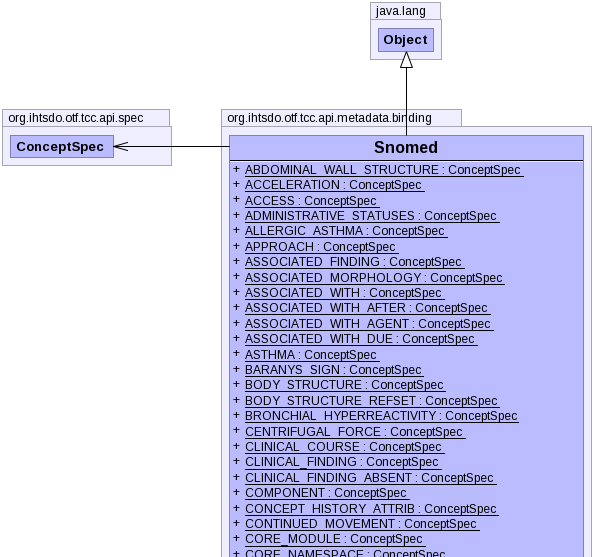 java.lang
Object
org.ihtsdo.otf.tcc.api.spec
ConceptSpec
org.ihtsdo.otf.tcc.api.metadata.binding
Snomed
+ ABDOMINAL_WALL_STRUCTURE : ConceptSpec
+ ACCELERATION : ConceptSpec
+ ACCESS : ConceptSpec
+ ADMINISTRATIVE_STATUSES : ConceptSpec
+ ALLERGIC_ASTHMA : ConceptSpec
+ APPROACH : ConceptSpec
+ ASSOCIATED_FINDING : ConceptSpec
+ ASSOCIATED_MORPHOLOGY : ConceptSpec
+ ASSOCIATED_WITH : ConceptSpec
+ ASSOCIATED_WITH_AFTER : ConceptSpec
+ ASSOCIATED_WITH_AGENT : ConceptSpec
+ ASSOCIATED_WITH_DUE : ConceptSpec
+ ASTHMA : ConceptSpec
+ BARANYS_SIGN : ConceptSpec
+ BODY_STRUCTURE : ConceptSpec
+ BODY_STRUCTURE_REFSET : ConceptSpec
+ BRONCHIAL_HYPERREACTIVITY : ConceptSpec
+ CENTRIFUGAL_FORCE : ConceptSpec
+ CLINICAL_COURSE : ConceptSpec
+ CLINICAL_FINDING : ConceptSpec
+ CLINICAL_FINDING_ABSENT : ConceptSpec
+ COMPONENT : ConceptSpec
+ CONCEPT_HISTORY_ATTRIB : ConceptSpec
+ CONTINUED_MOVEMENT : ConceptSpec
+ CORE_MODULE : ConceptSpec
+ CORE_NAMESPACE : ConceptSpec